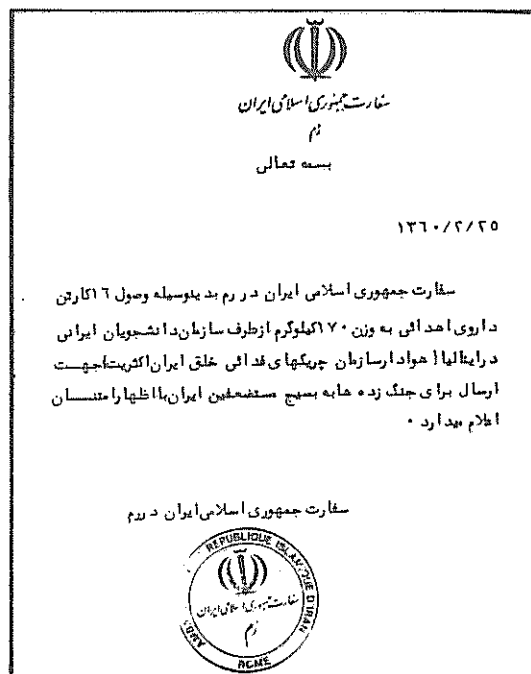 سفارت جمهوری اسلامی ایران
رم
بسمه تعالی
۱۳۶۰/۲/۲۵
سفارت جمهوری اسلامی ایران در رم بدینوسیله وصول ۱۶ کارتن
داروی اهدائی به وزن ۱۷۰ کیلوگرم ازطرف سازمان دانشجویان ایرانی
در ایتالیا (هوادار سازمان چریکهای فدائی خلق ایران اکثریت) جهت
ارسال برای جنگ زده ها به بسیج مستضعفین ایران با اظهار امتنان
اعلام میدارد .
سفارت جمهوری اسلامی ایران در رم
REPUBLIQUE ISLAMIQUE D'IRAN
سفارت جمهوری اسلامی ایران
رم
ROME